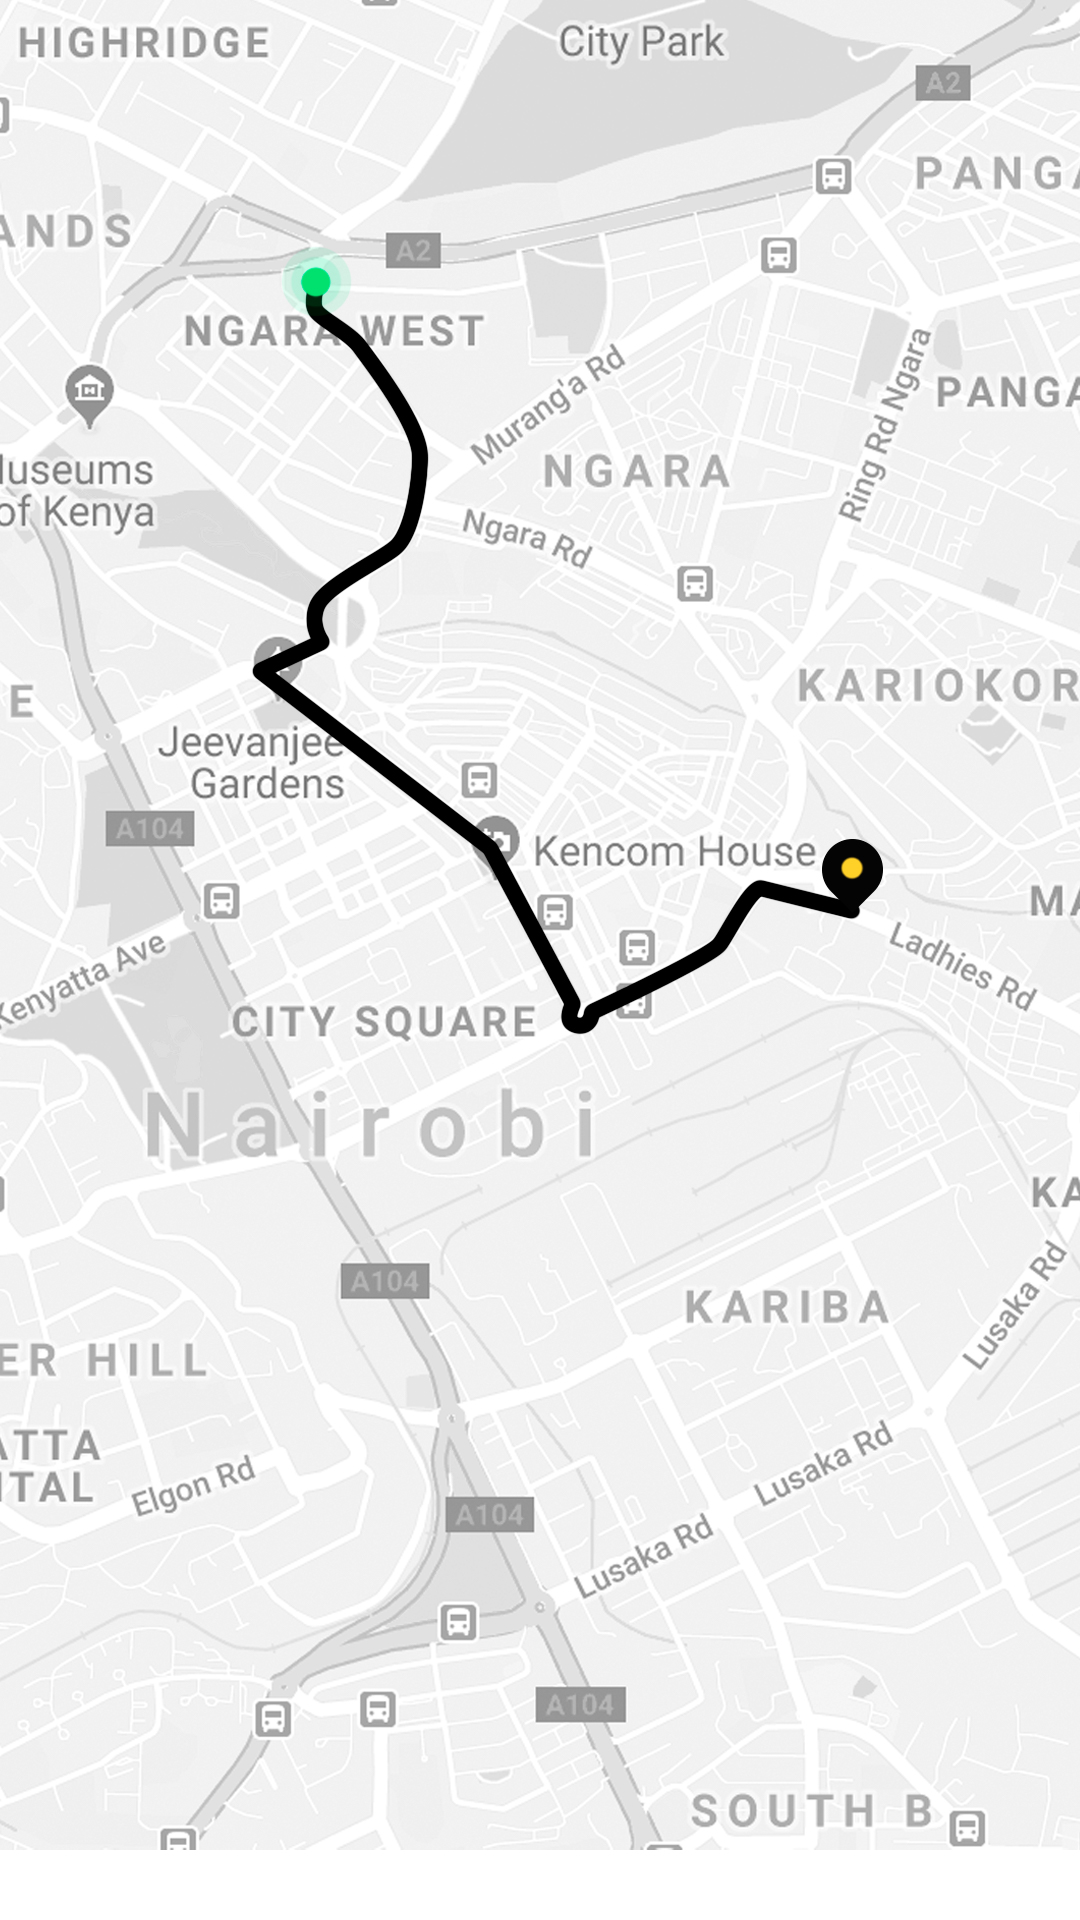 HIGHRIDGE
City Park
A2
PANGA
ANDS
A2
NGARA WEST
Murang'a Rd
Ring Rd Ngara
PANGA
useums
of Kenya
NGARA
Ngara Rd
KARIOKOR
E
Jeevanjee
Gardens
A104
Kencom House
MA
Ladhies Rd
Kenyatta Ave
CITY SQUARE
Nairobi
KA
A104
KARIBA
Lusaka Rd
ER HILL
ATTA
ITAL
Elgon Rd
Lusaka Rd
A104
Lusaka Rd
A104
SOUTH B